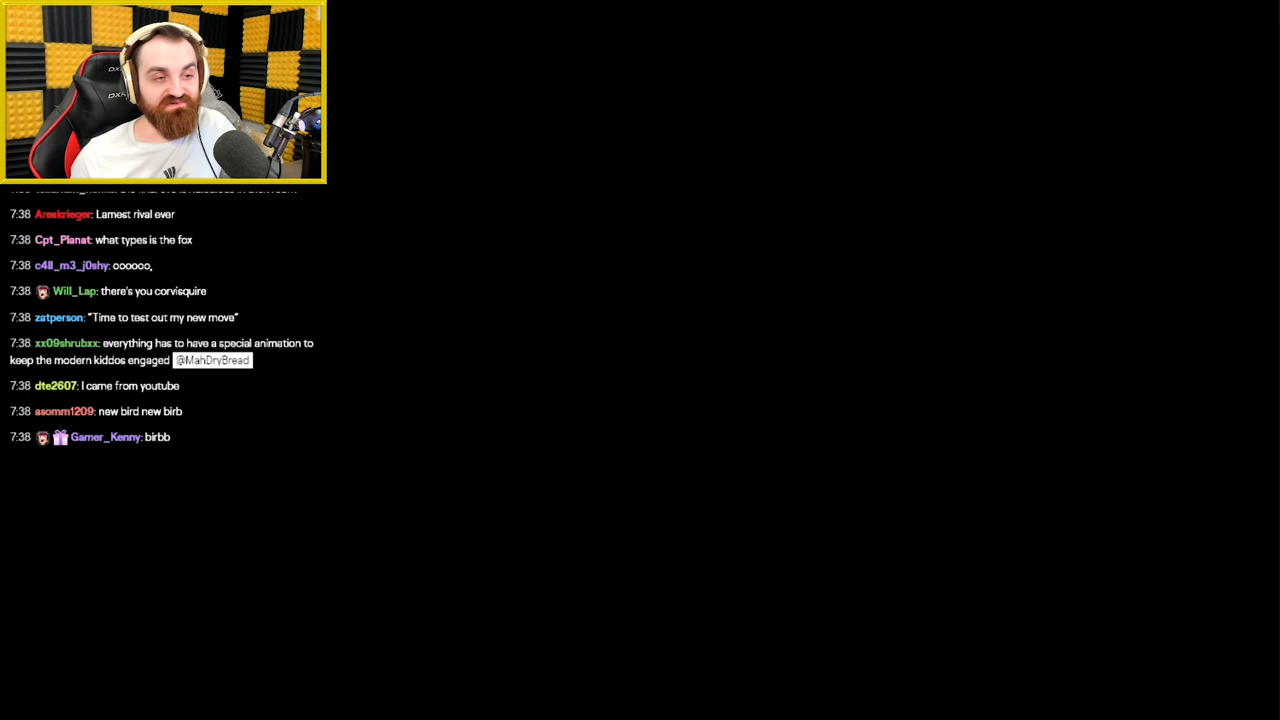 DX
DX
7:38 Areskrieger: Lamest rival ever
7:38 Cpt_Planat: what types is the fox
7:38 c4ll_m3_j0shy: oooooo,
7:38 Will_Lap: there's you corvisquire
7:38 zatperson: "Time to test out my new move"
7:38 xx09shrubxx: everything has to have a special animation to
keep the modern kiddos engaged @MahDryBread
7:38 dte2607: I came from youtube
7:38 asomm1209: new bird new birb
7:38 Gamer_Kenny: birbb